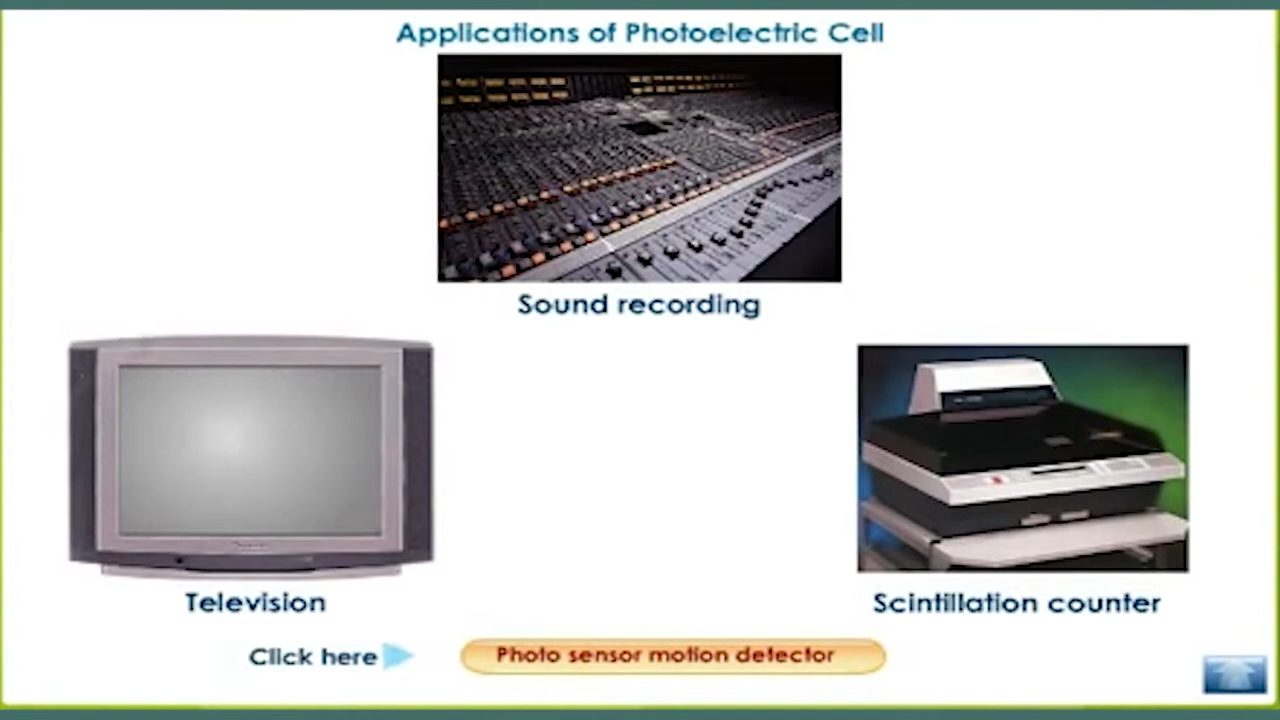 Applications of Photoelectric Cell
Sound recording
Television
Scintillation counter
Click here
Photo sensor motion detector